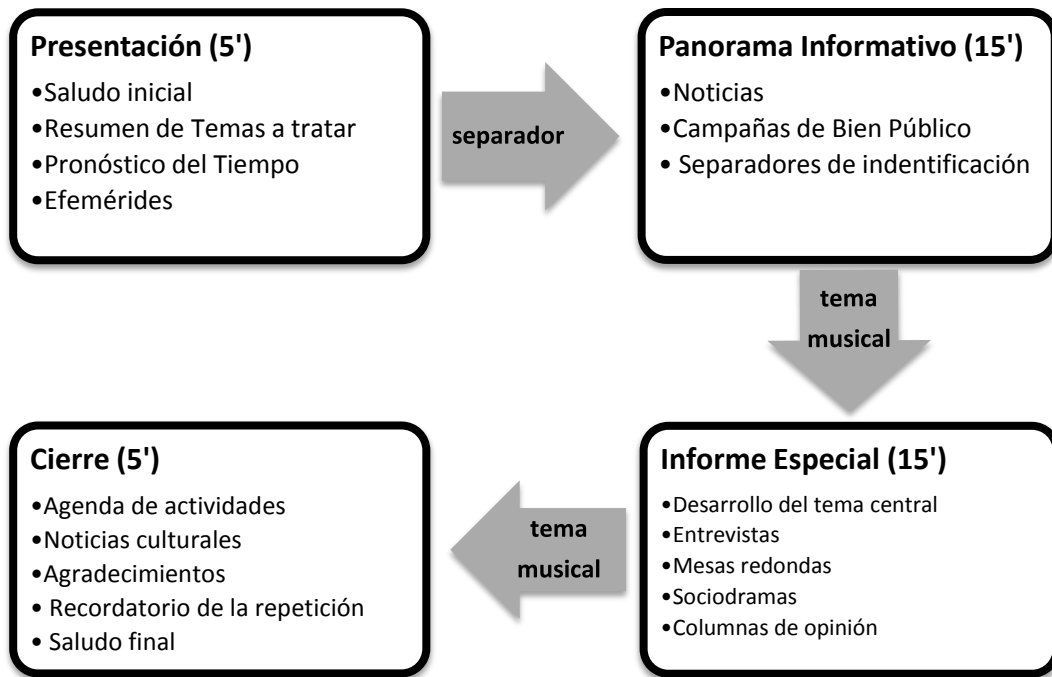 Presentación (5')
•Saludo inicial
•Resumen de Temas a tratar
•Pronóstico del Tiempo
•Efemérides
separador
Panorama Informativo (15')
•Noticias
•Campañas de Bien Público
• Separadores de indentificación
tema
musical
Informe Especial (15')
•Desarrollo del tema central
•Entrevistas
•Mesas redondas
•Sociodramas
•Columnas de opinión
tema
musical
Cierre (5')
•Agenda de actividades
•Noticias culturales
•Agradecimientos
• Recordatorio de la repetición
• Saludo final